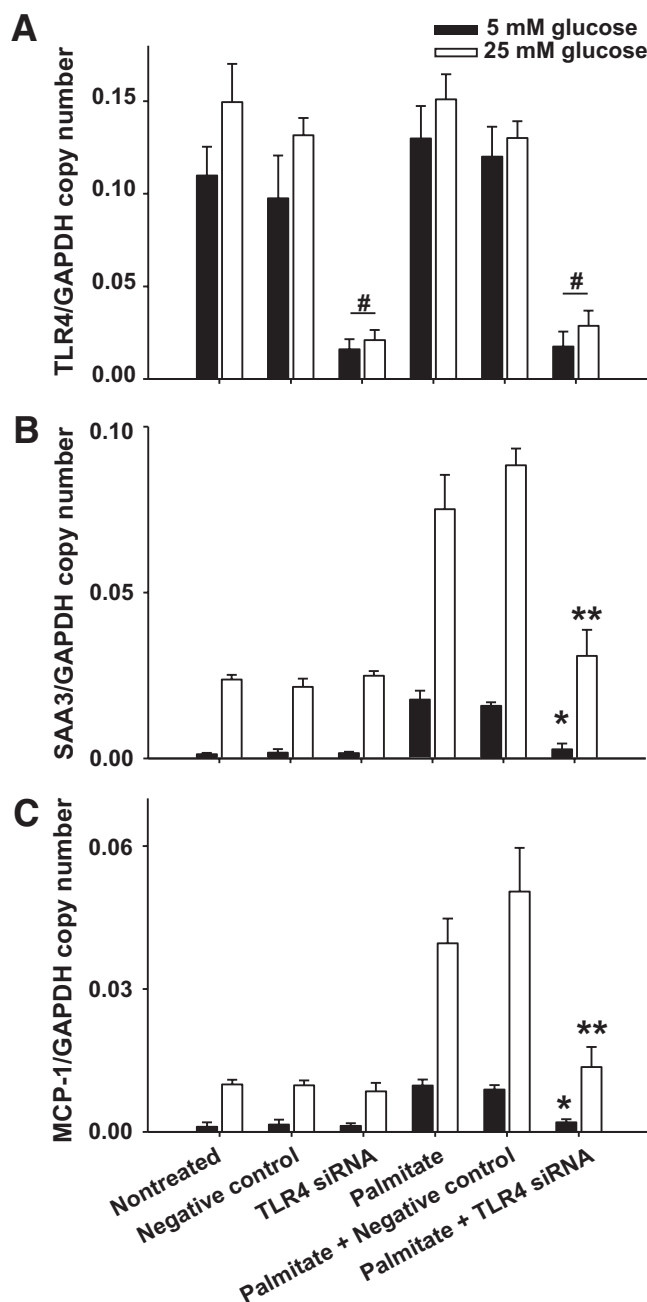 A
5 mM glucose
25 mM glucose
TLR4/GAPDH copy number
0.15
0.10
0.05
0.00
#
#
B
SAA3/GAPDH copy number
0.10
0.05
0.00
*
**
C
MCP-1/GAPDH copy number
0.06
0.03
0.00
*
**
Nontreated
Negative control
TLR4 siRNA
Palmitate
Palmitate + Negative control
Palmitate + TLR4 siRNA